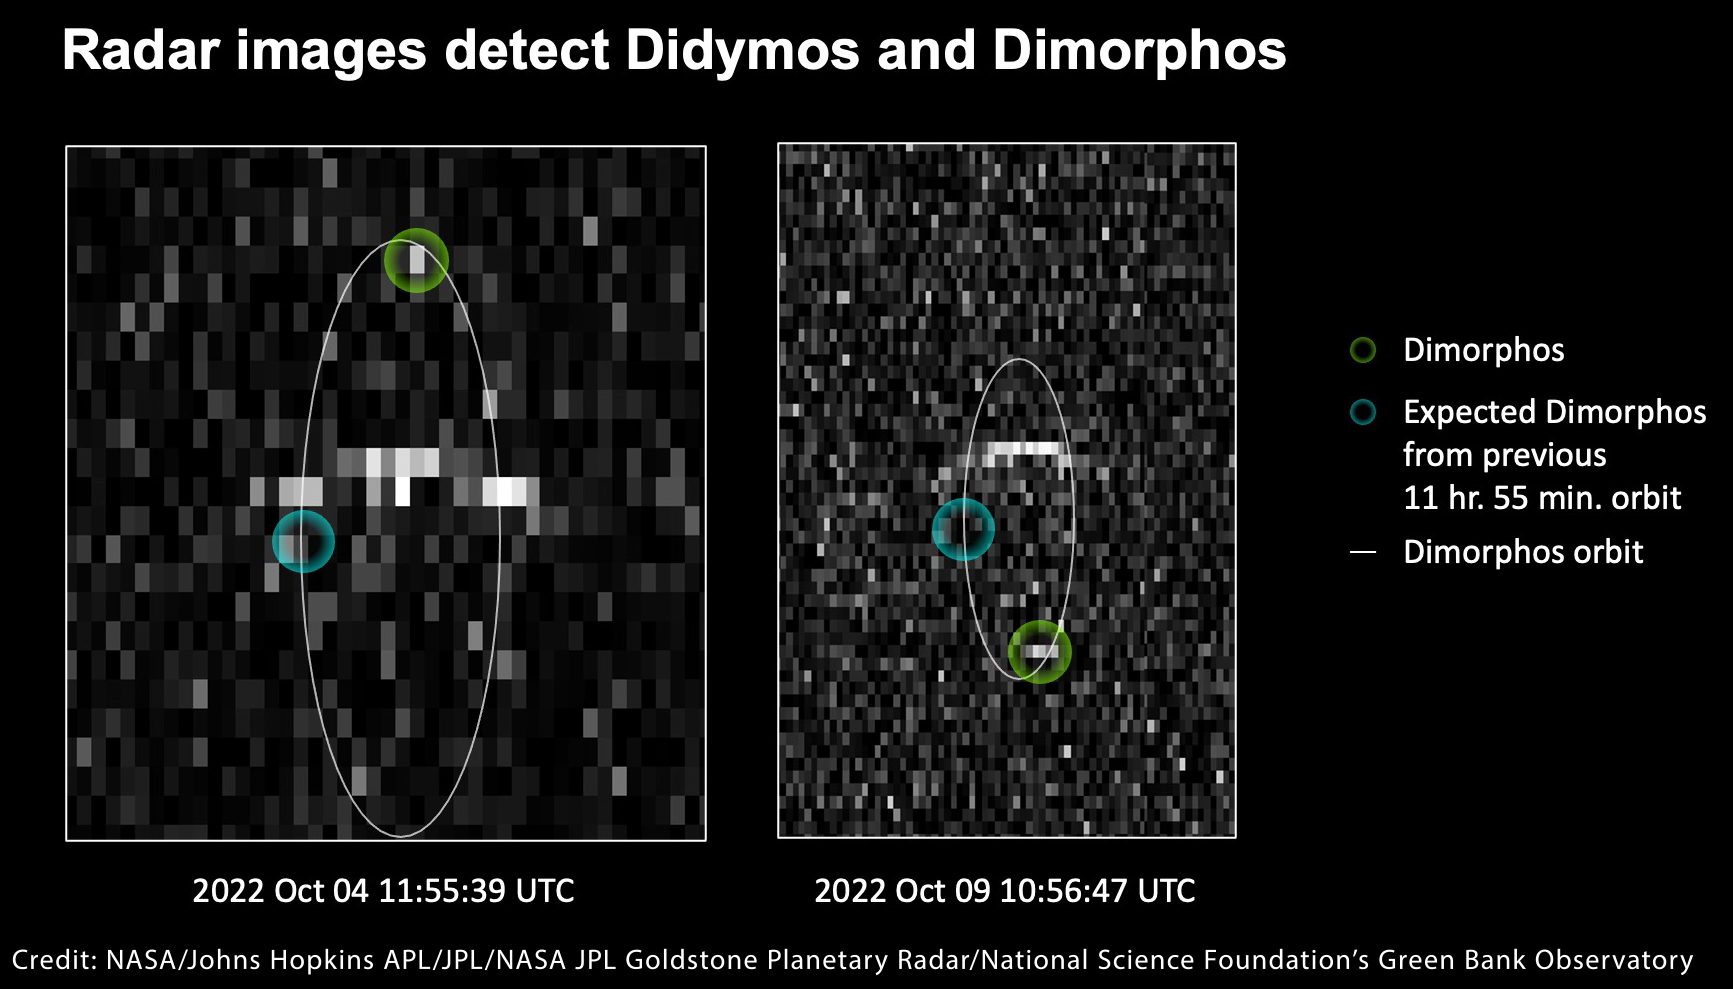 Radar images detect Didymos and Dimorphos
Dimorphos
Expected Dimorphos
from previous
11 hr. 55 min. orbit
Dimorphos orbit
2022 Oct 04 11:55:39 UTC
2022 Oct 09 10:56:47 UTC
Credit: NASA/Johns Hopkins APL/JPL/NASA JPL Goldstone Planetary Radar/National Science Foundation’s Green Bank Observatory